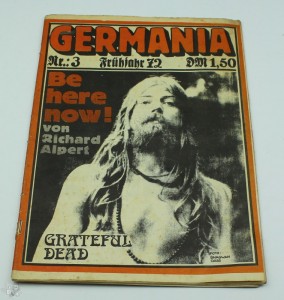 GERMANIA
Nr.: 3 Frühjahr 72 DM 1,50
Be
here
now!
von
Richard
Alpert
GRATEFUL
DEAD